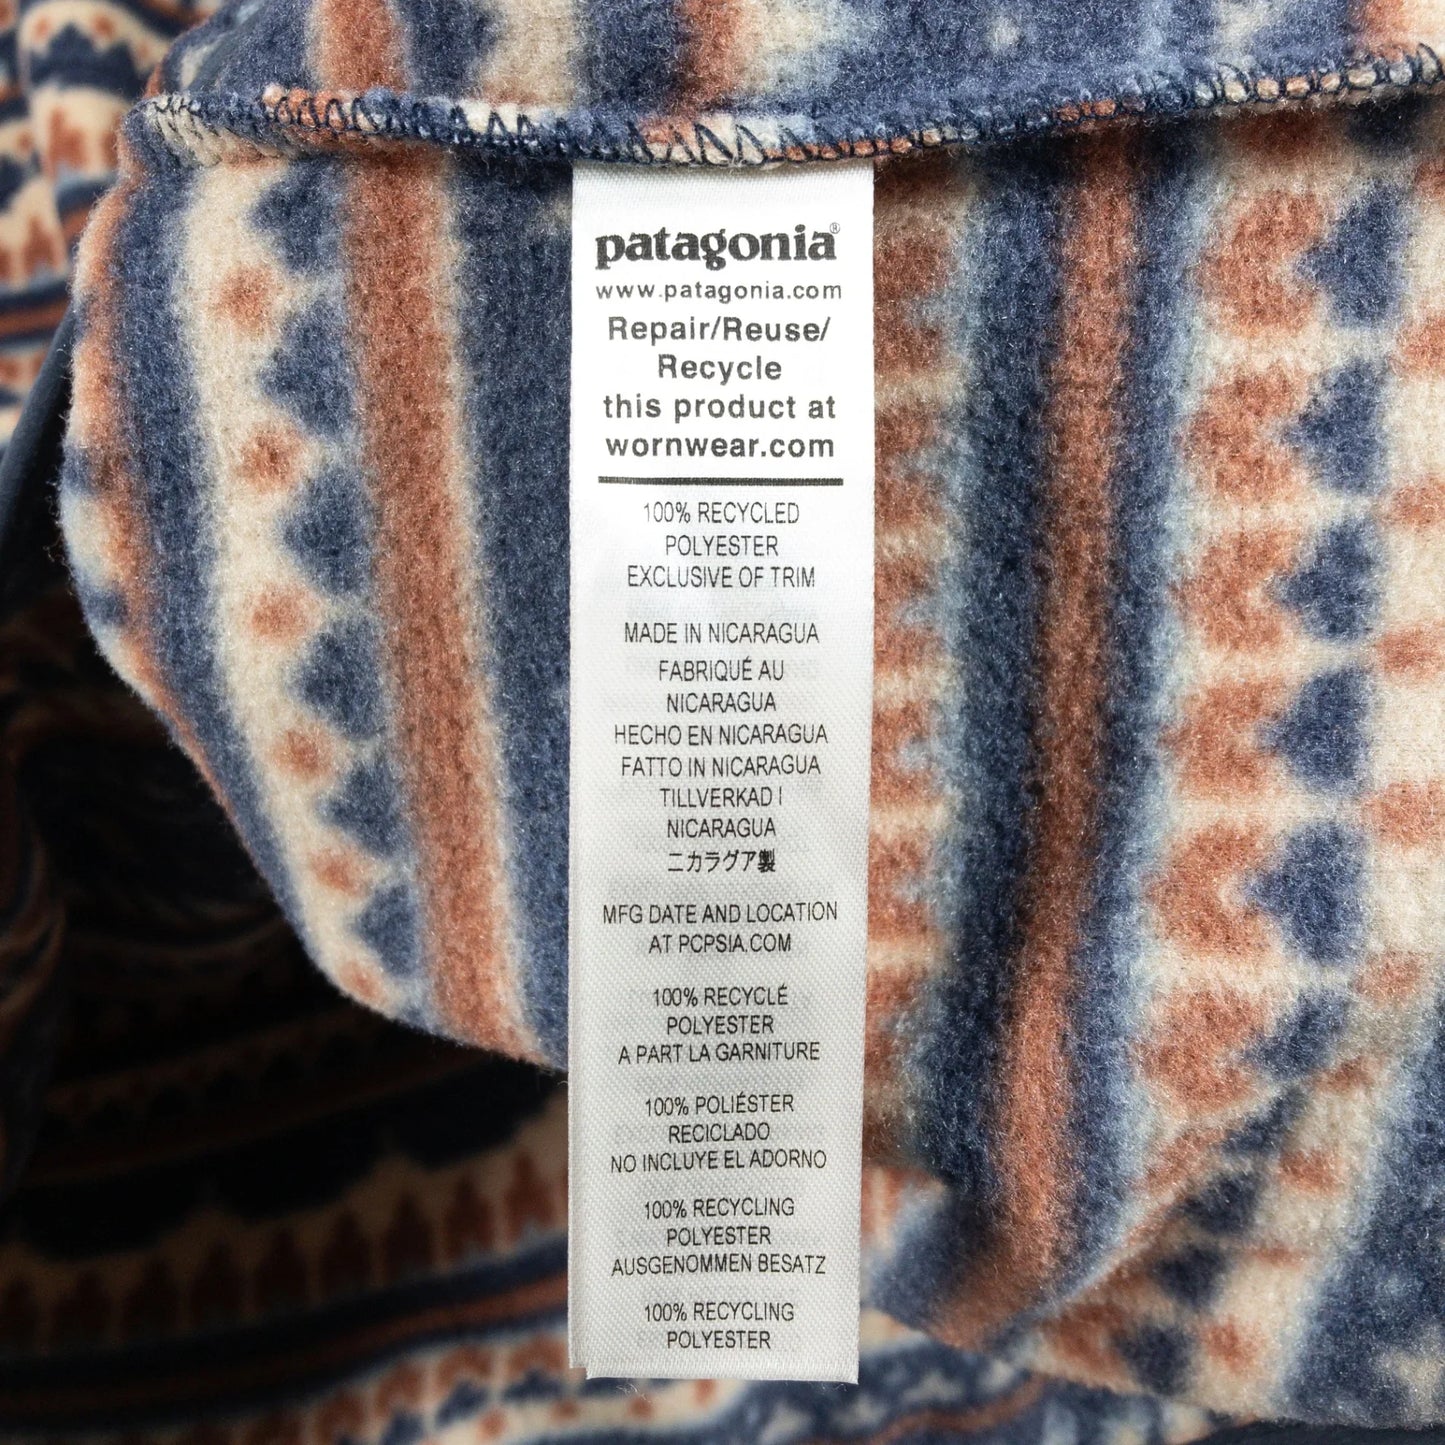 patagonia®
www.patagonia.com
Repair/Reuse/
Recycle
this product at
wornwear.com
100% RECYCLED
POLYESTER
EXCLUSIVE OF TRIM
MADE IN NICARAGUA
FABRIQUÉ AU
NICARAGUA
HECHO EN NICARAGUA
FATTO IN NICARAGUA
TILLVERKAD I
NICARAGUA
ニカラグア製
MFG DATE AND LOCATION
AT PCPSIA.COM
100% RECYCLÉ
POLYESTER
A PART LA GARNITURE
100% POLIÉSTER
RECICLADO
NO INCLUYE EL ADORNO
100% RECYCLING
POLYESTER
AUSGENOMMEN BESATZ
100% RECYCLING
POLYESTER